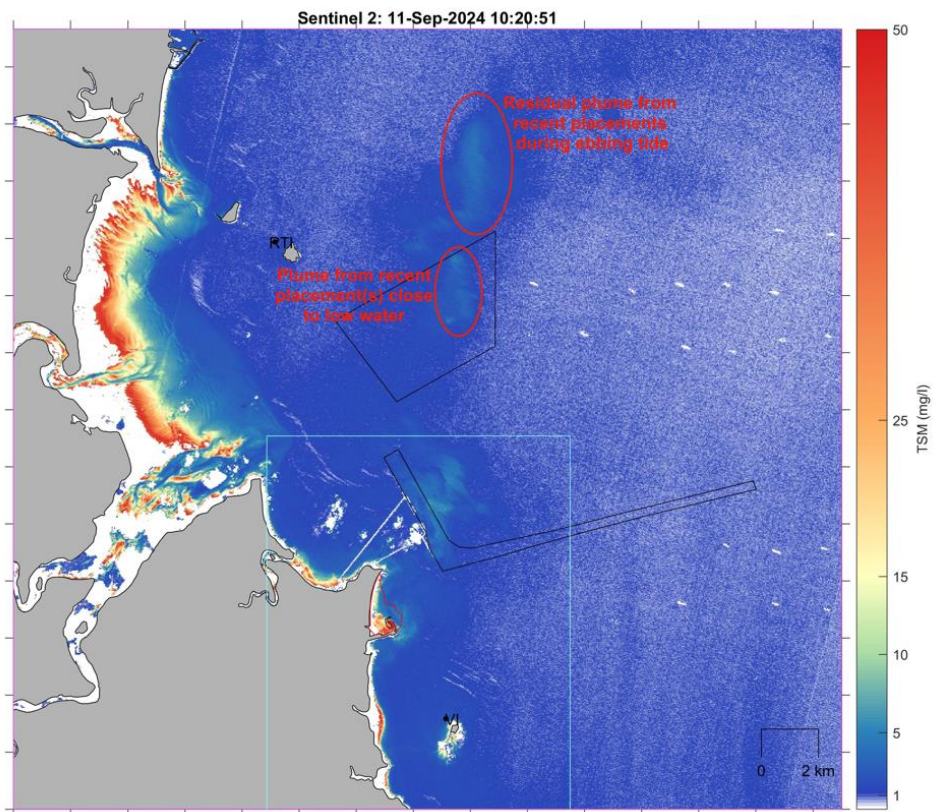 Sentinel 2: 11-Sep-2024 10:20:51
50
Residual plume from
recent placements
during ebbing tide
RTI
Plume from recent
placement(s) close
to low water
25
TSM (mg/l)
15
10
5
1
VI
0 2 km